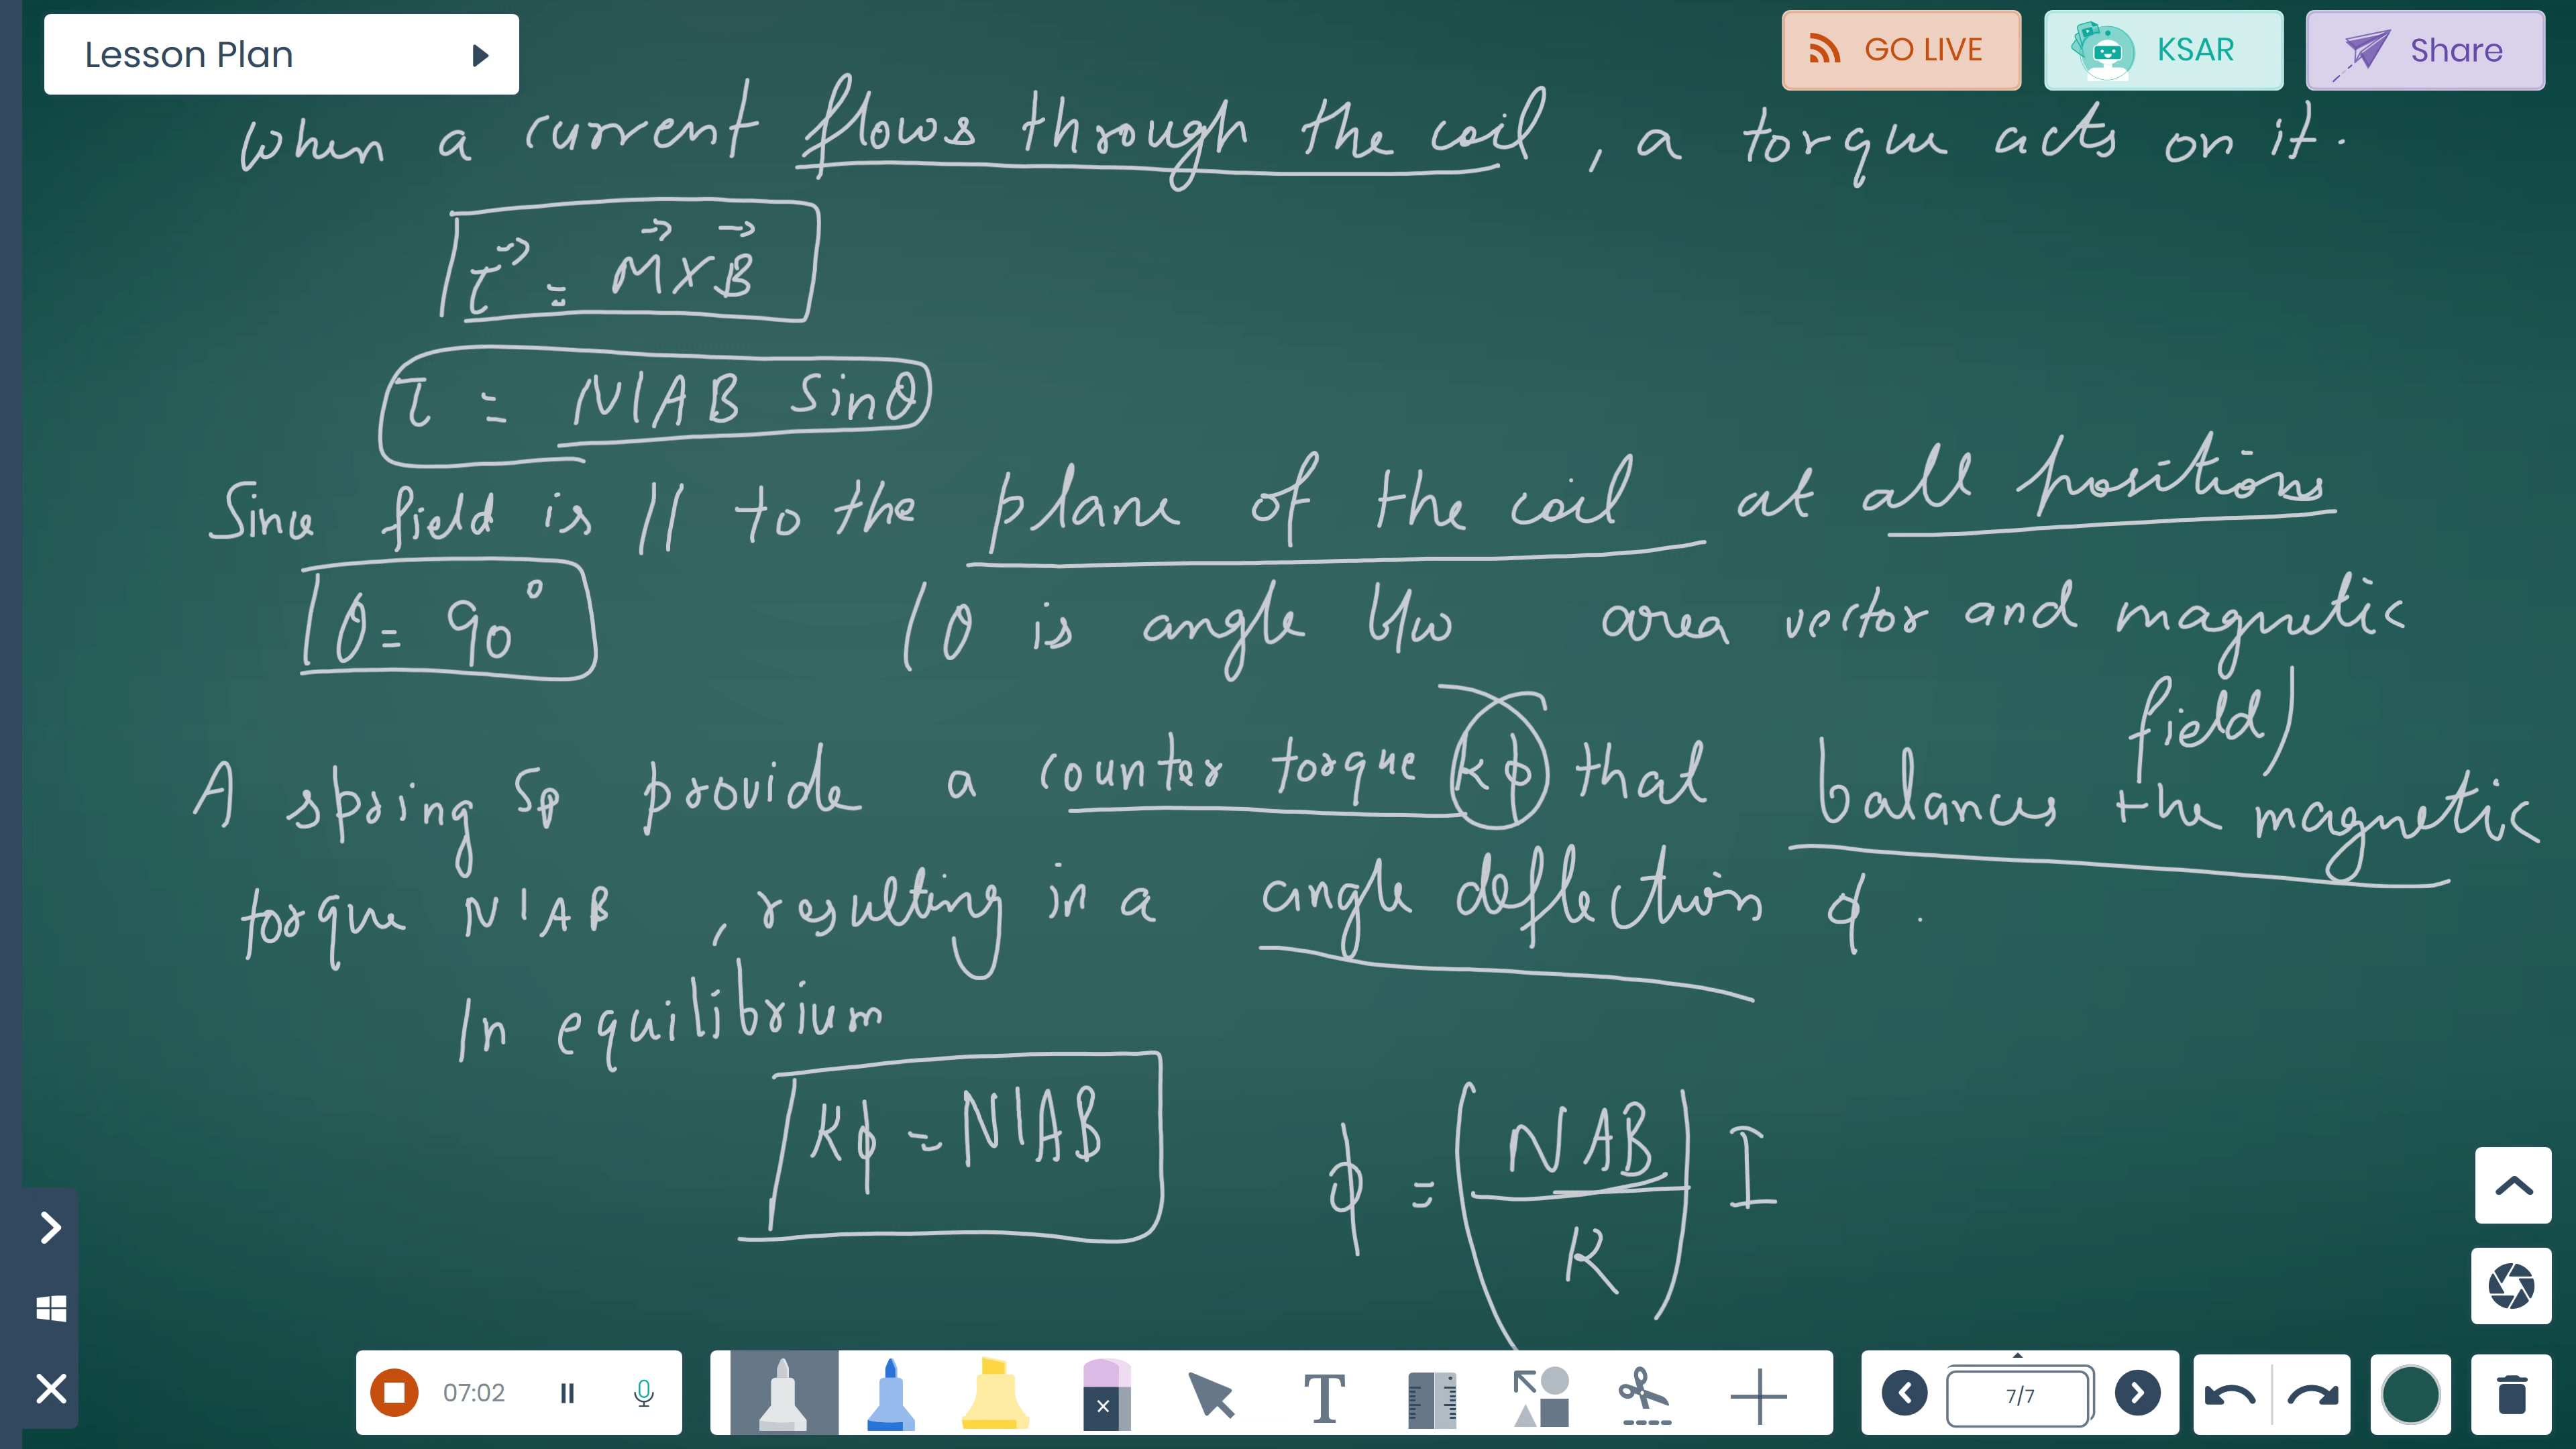 Lesson Plan
GO LIVE
KSAR
Share
When a current flows through the coil, a torque acts on it.
τ⃗ = M⃗ × B⃗
τ = NIAB Sinθ
Since field is // to the plane of the coil at all positions
θ = 90° (θ is angle b/w area vector and magnetic
field)
A spring Sp provide a counter torque kφ that balances the magnetic
torque NIAB, resulting in a angle deflection φ.
In equilibrium
Kφ = NIAB φ = (NAB/K) I
07:02
T
7/7